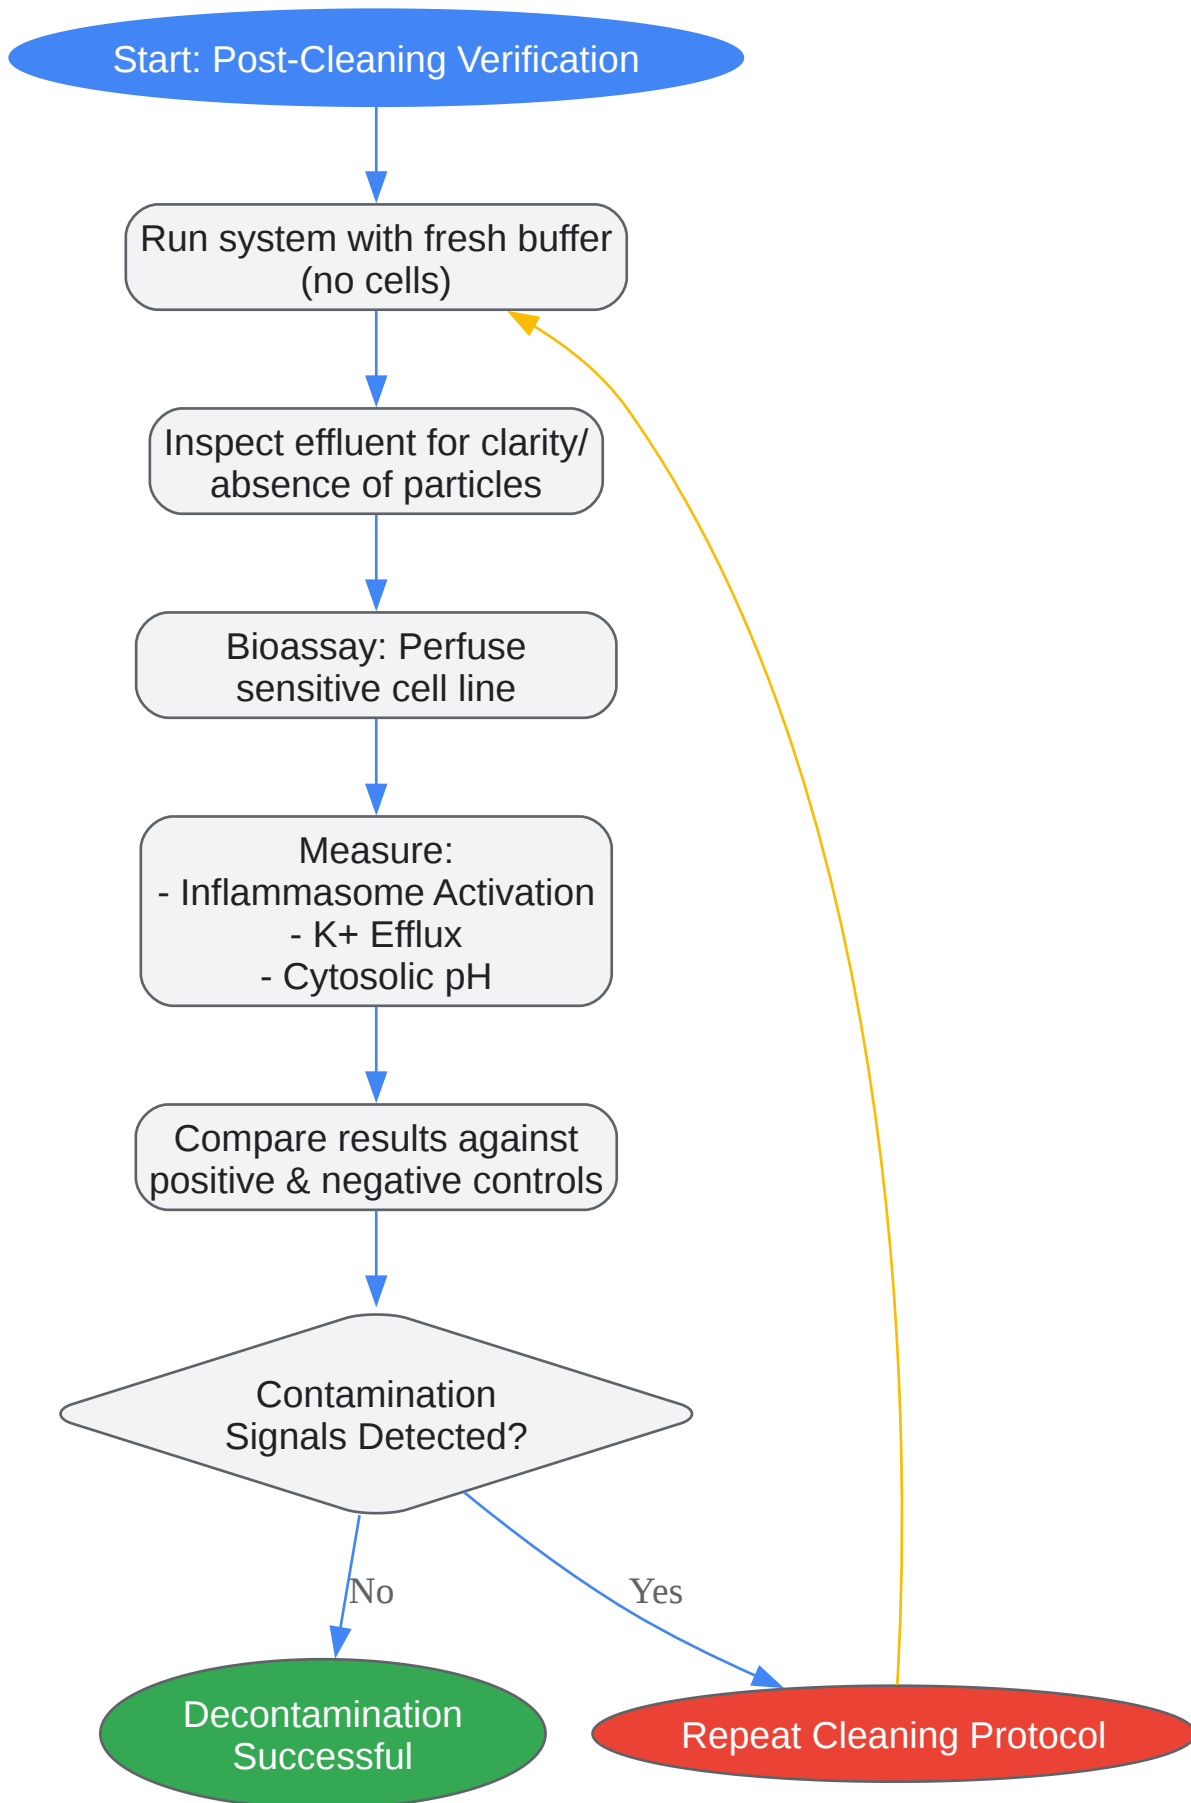 Start: Post-Cleaning Verification
Run system with fresh buffer
(no cells)
Inspect effluent for clarity/
absence of particles
Bioassay: Perfuse
sensitive cell line
Measure:
- Inflammasome Activation
- K+ Efflux
- Cytosolic pH
Compare results against
positive & negative controls
Contamination
Signals Detected?
No
Yes
Decontamination
Successful
Repeat Cleaning Protocol